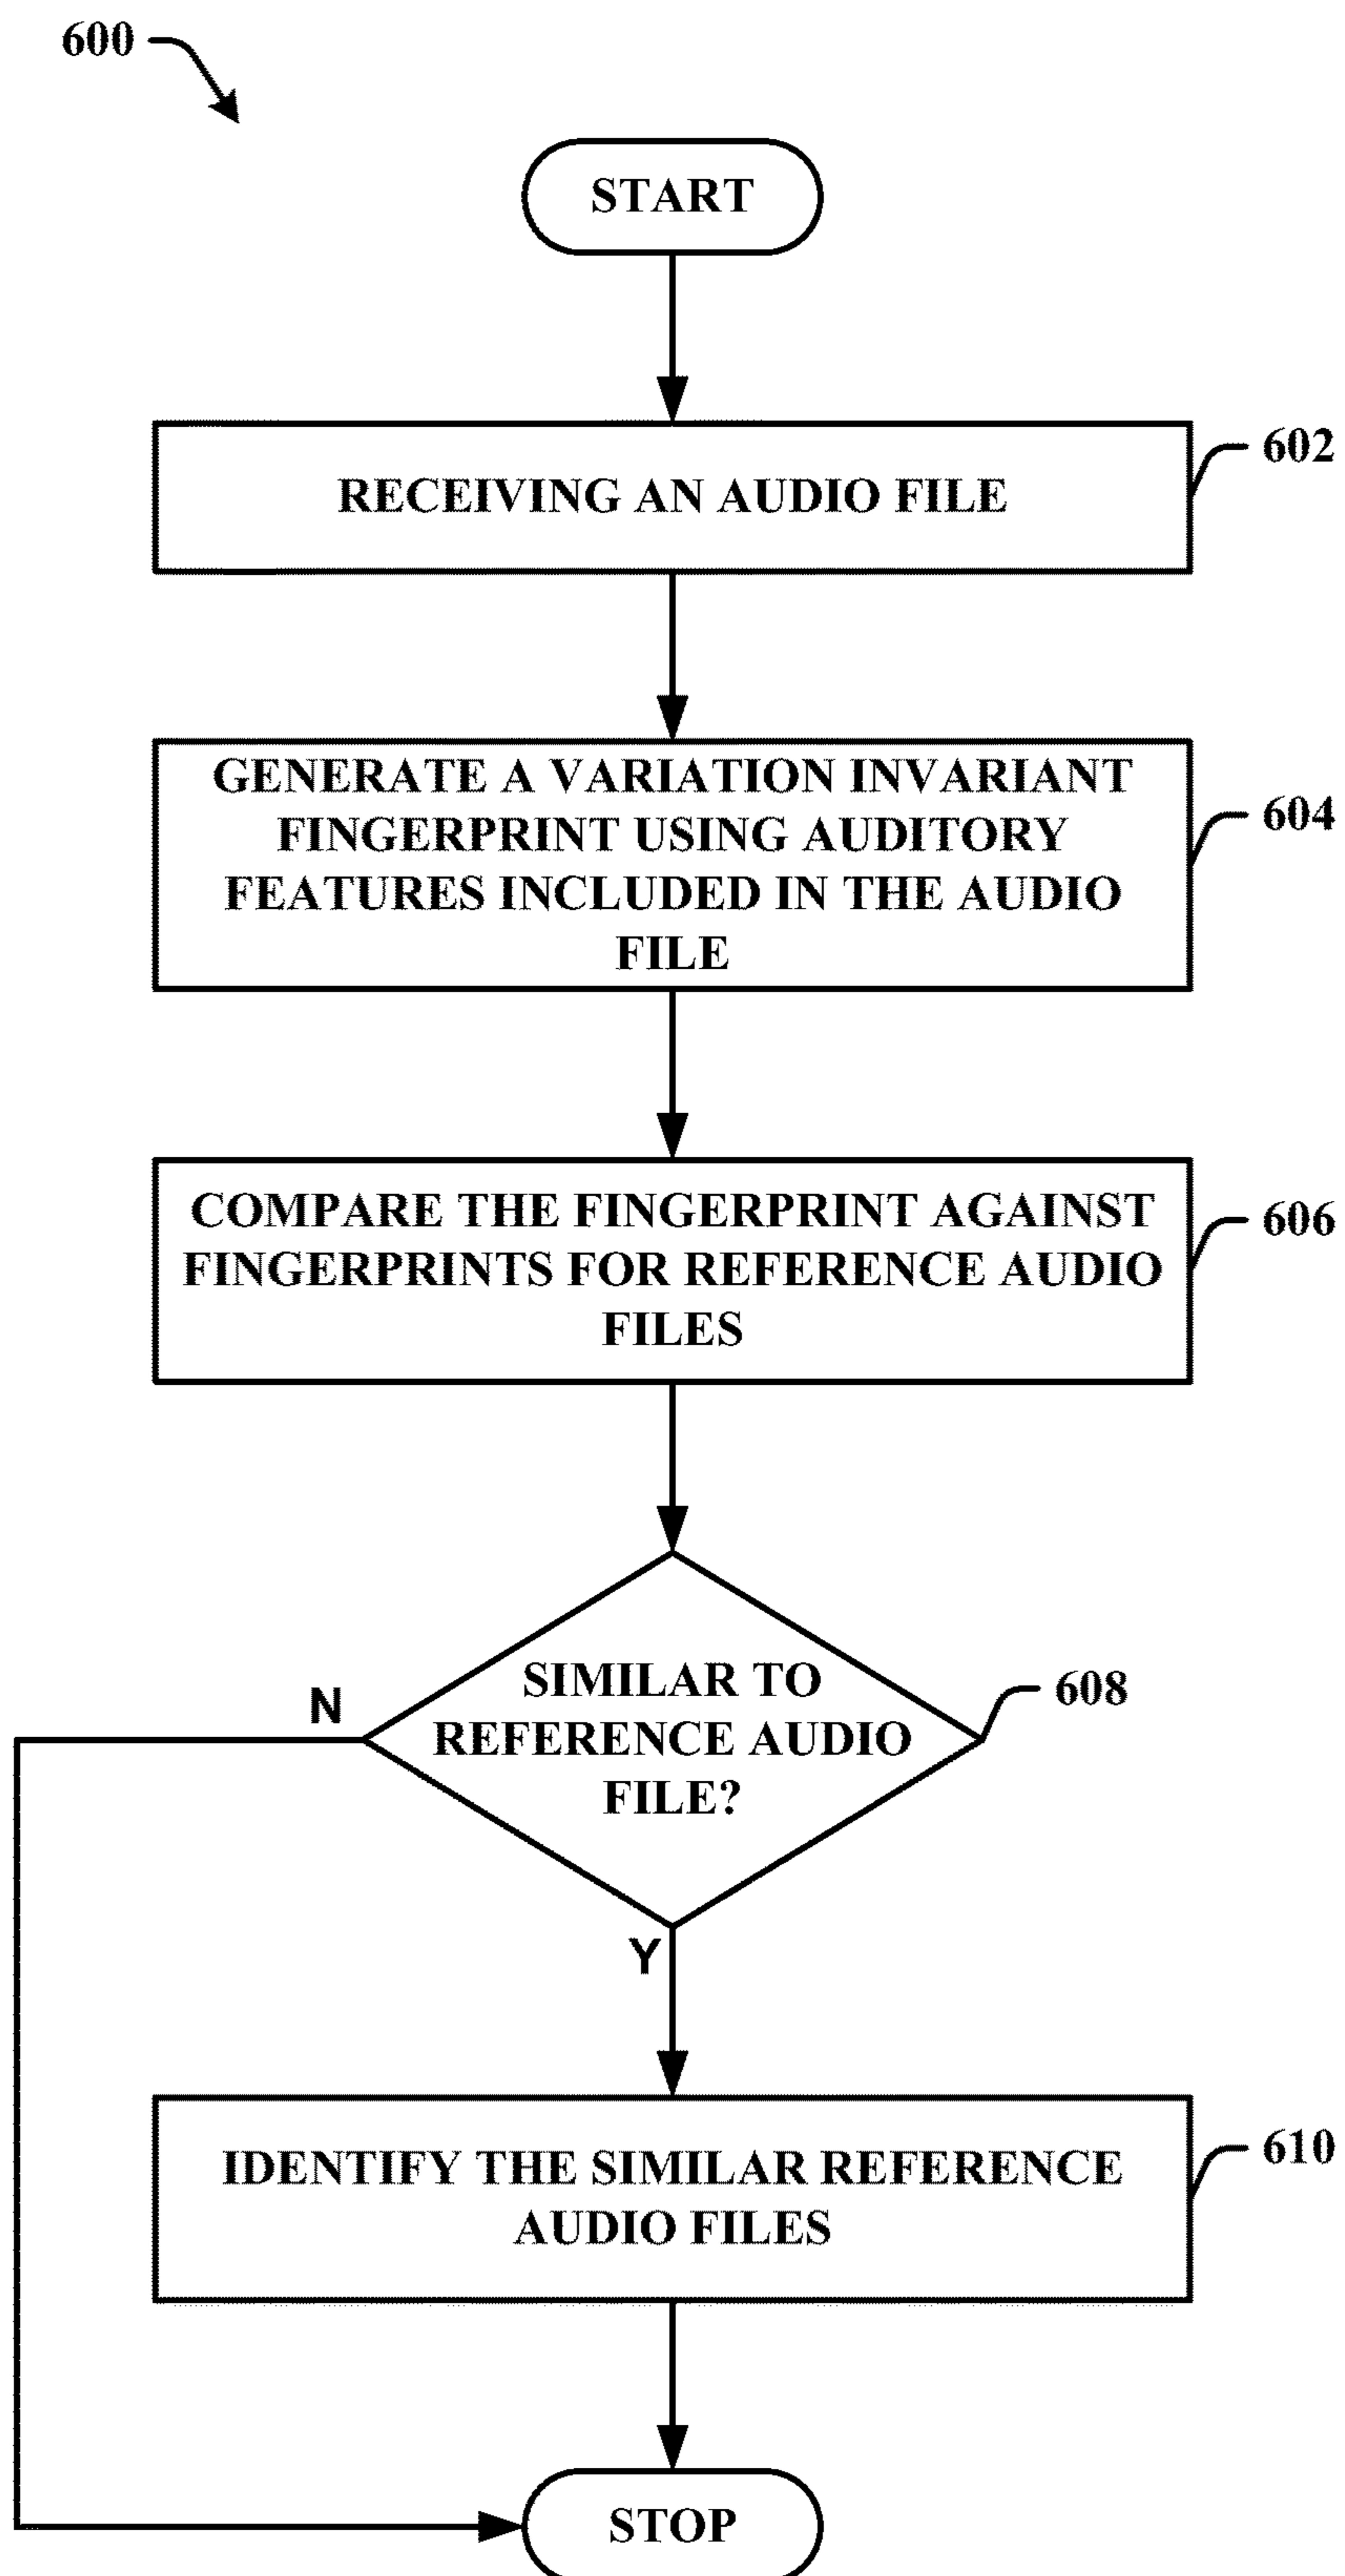 600
START
RECEIVING AN AUDIO FILE
602
GENERATE A VARIATION INVARIANT
FINGERPRINT USING AUDITORY
FEATURES INCLUDED IN THE AUDIO
FILE
604
COMPARE THE FINGERPRINT AGAINST
FINGERPRINTS FOR REFERENCE AUDIO
FILES
606
SIMILAR TO
REFERENCE AUDIO
FILE?
608
N
Y
IDENTIFY THE SIMILAR REFERENCE
AUDIO FILES
610
STOP